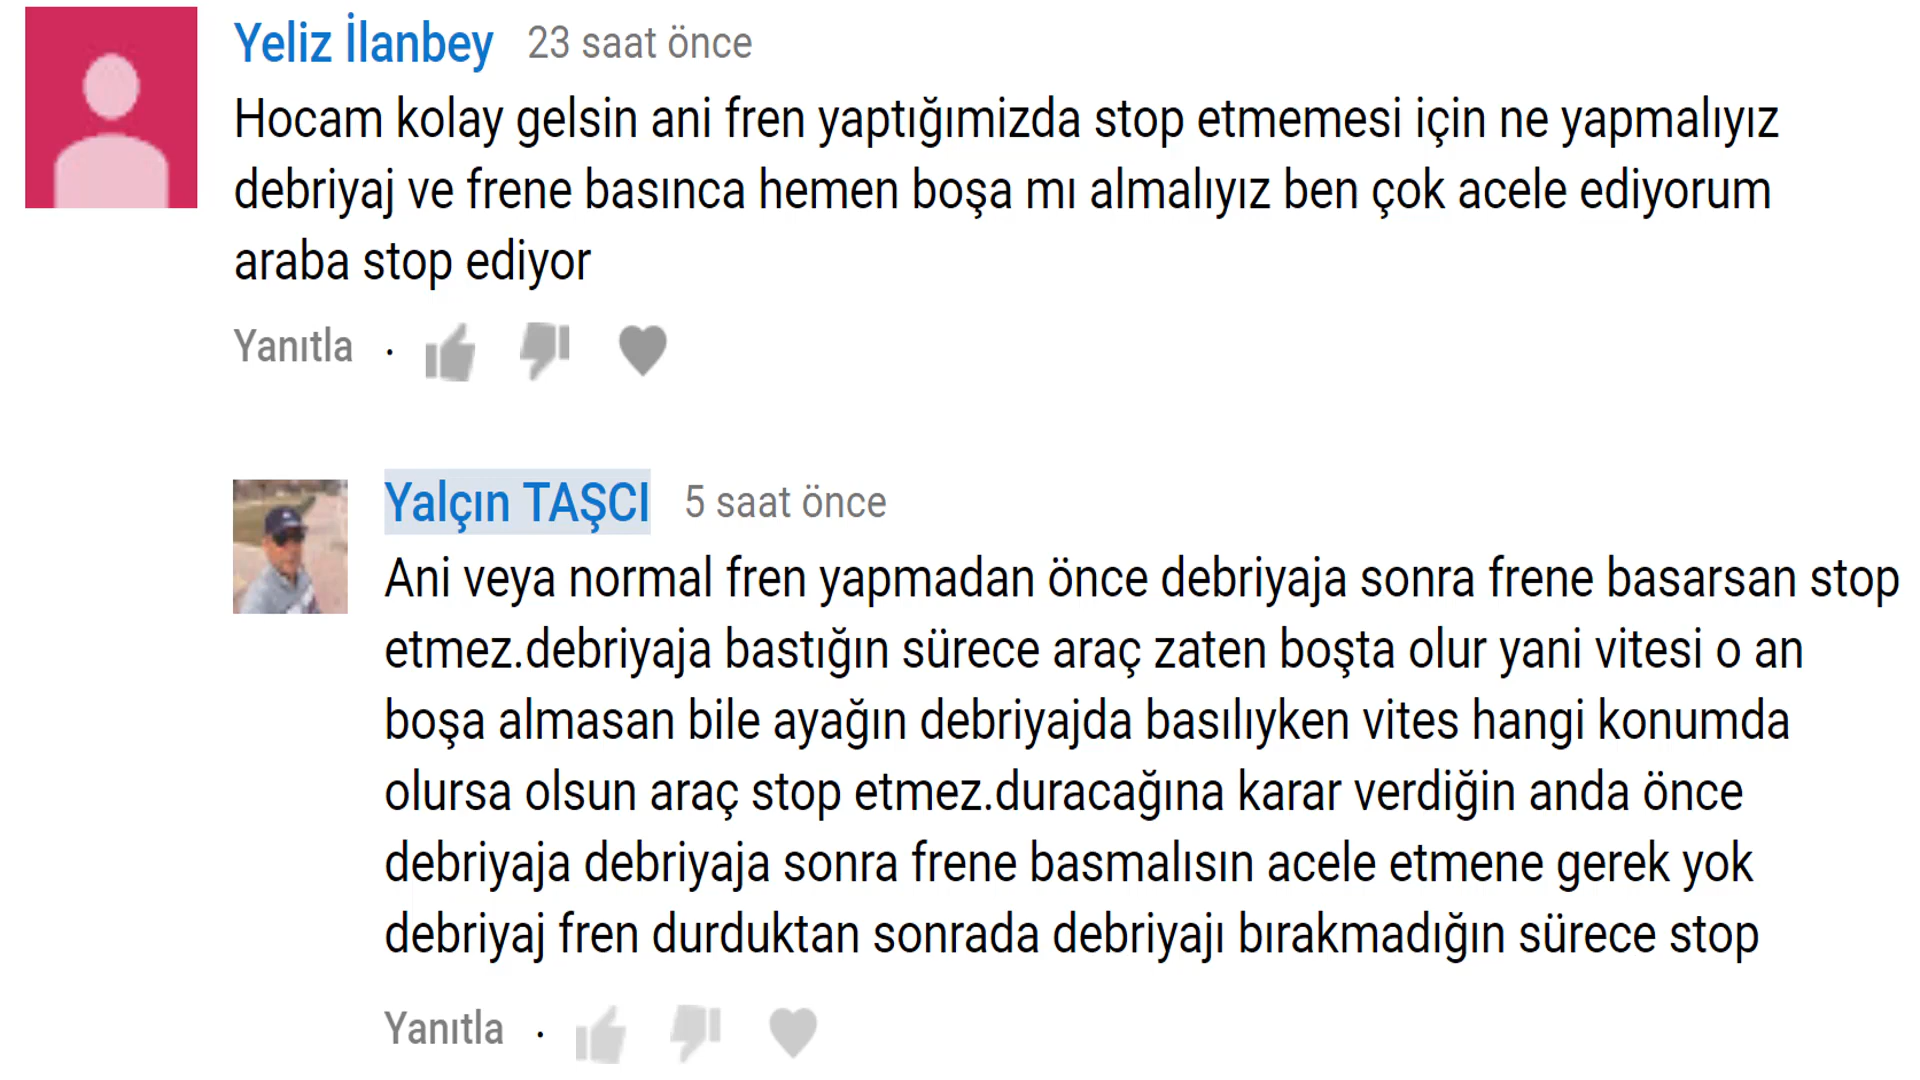 Yeliz İlanbey 23 saat önce
Hocam kolay gelsin ani fren yaptığımizda stop etmemesi için ne yapmalıyız
debriyaj ve frene basınca hemen boşa mı almalıyız ben çok acele ediyorum
araba stop ediyor
Yanıtla ·
Yalçın TAŞCI 5 saat önce
Ani veya normal fren yapmadan önce debriyaja sonra frene basarsan stop
etmez.debriyaja bastığın sürece araç zaten boşta olur yani vitesi o an
boşa almasan bile ayağın debriyajda basılıyken vites hangi konumda
olursa olsun araç stop etmez.duracağına karar verdiğin anda önce
debriyaja debriyaja sonra frene basmalısın acele etmene gerek yok
debriyaj fren durduktan sonrada debriyajı bırakmadığın sürece stop
Yanıtla ·